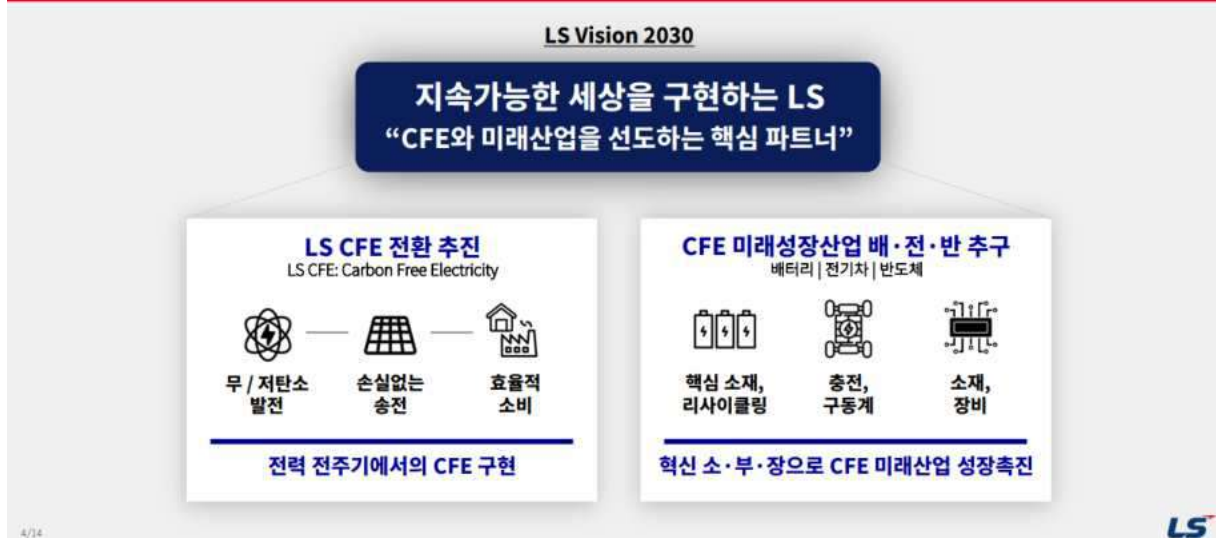 LS Vision 2030
지속가능한 세상을 구현하는 LS
“CFE와 미래산업을 선도하는 핵심 파트너”
LS CFE 전환 추진
LS CFE: Carbon Free Electricity
무 / 저탄소
발전
손실없는
송전
효율적
소비
전력 전주기에서의 CFE 구현
CFE 미래성장산업 배·전·반 추구
배터리 | 전기차 | 반도체
핵심 소재,
리사이클링
충전,
구동계
소재,
장비
혁신 소·부·장으로 CFE 미래산업 성장촉진
4/14
LS